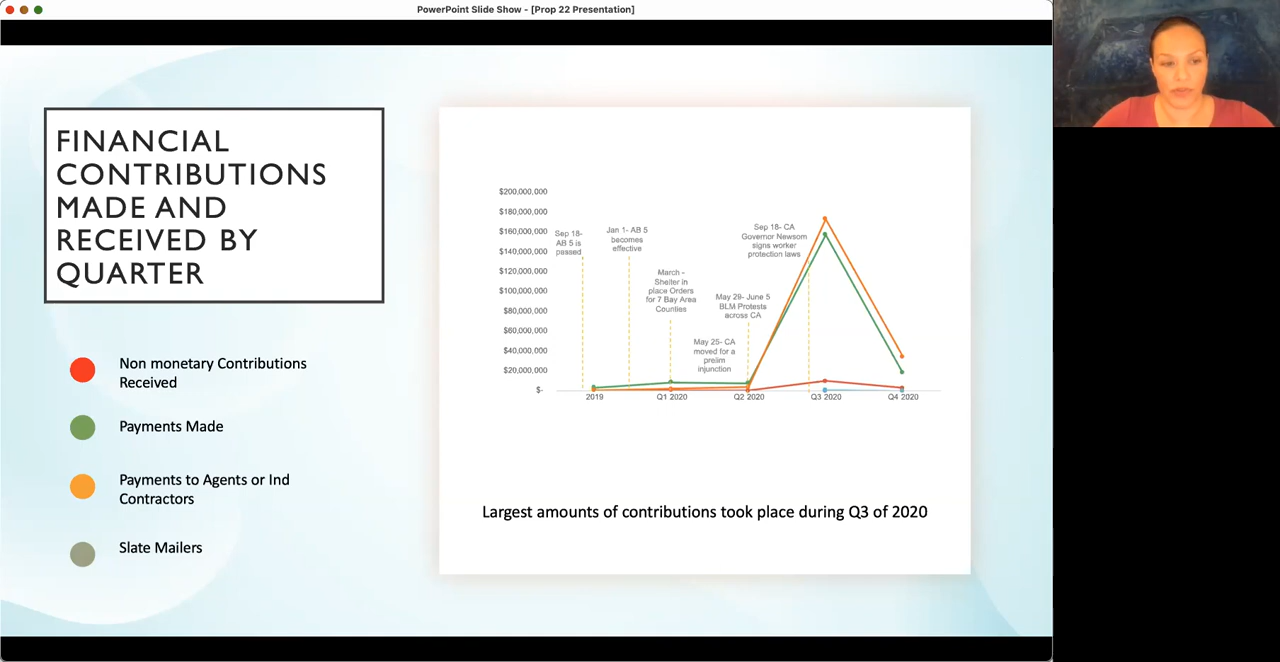 PowerPoint Slide Show - [Prop 22 Presentation]
FINANCIAL
CONTRIBUTIONS
MADE AND
RECEIVED BY
QUARTER
Non monetary Contributions
Received
Payments Made
Payments to Agents or Ind
Contractors
Slate Mailers
$200,000,000
$180,000,000
$160,000,000
$140,000,000
$120,000,000
$100,000,000
$80,000,000
$60,000,000
$40,000,000
$20,000,000
$-
Sep 18-
AB 5 is
passed
Jan 1- AB 5
becomes
effective
March -
Shelter in
place Orders
for 7 Bay Area
Counties
May 25- CA
moved for a
prelim
injunction
May 29- June 5
BLM Protests
across CA
Sep 18- CA
Governor Newsom
signs worker
protection laws
2019
Q1 2020
Q2 2020
Q3 2020
Q4 2020
Largest amounts of contributions took place during Q3 of 2020